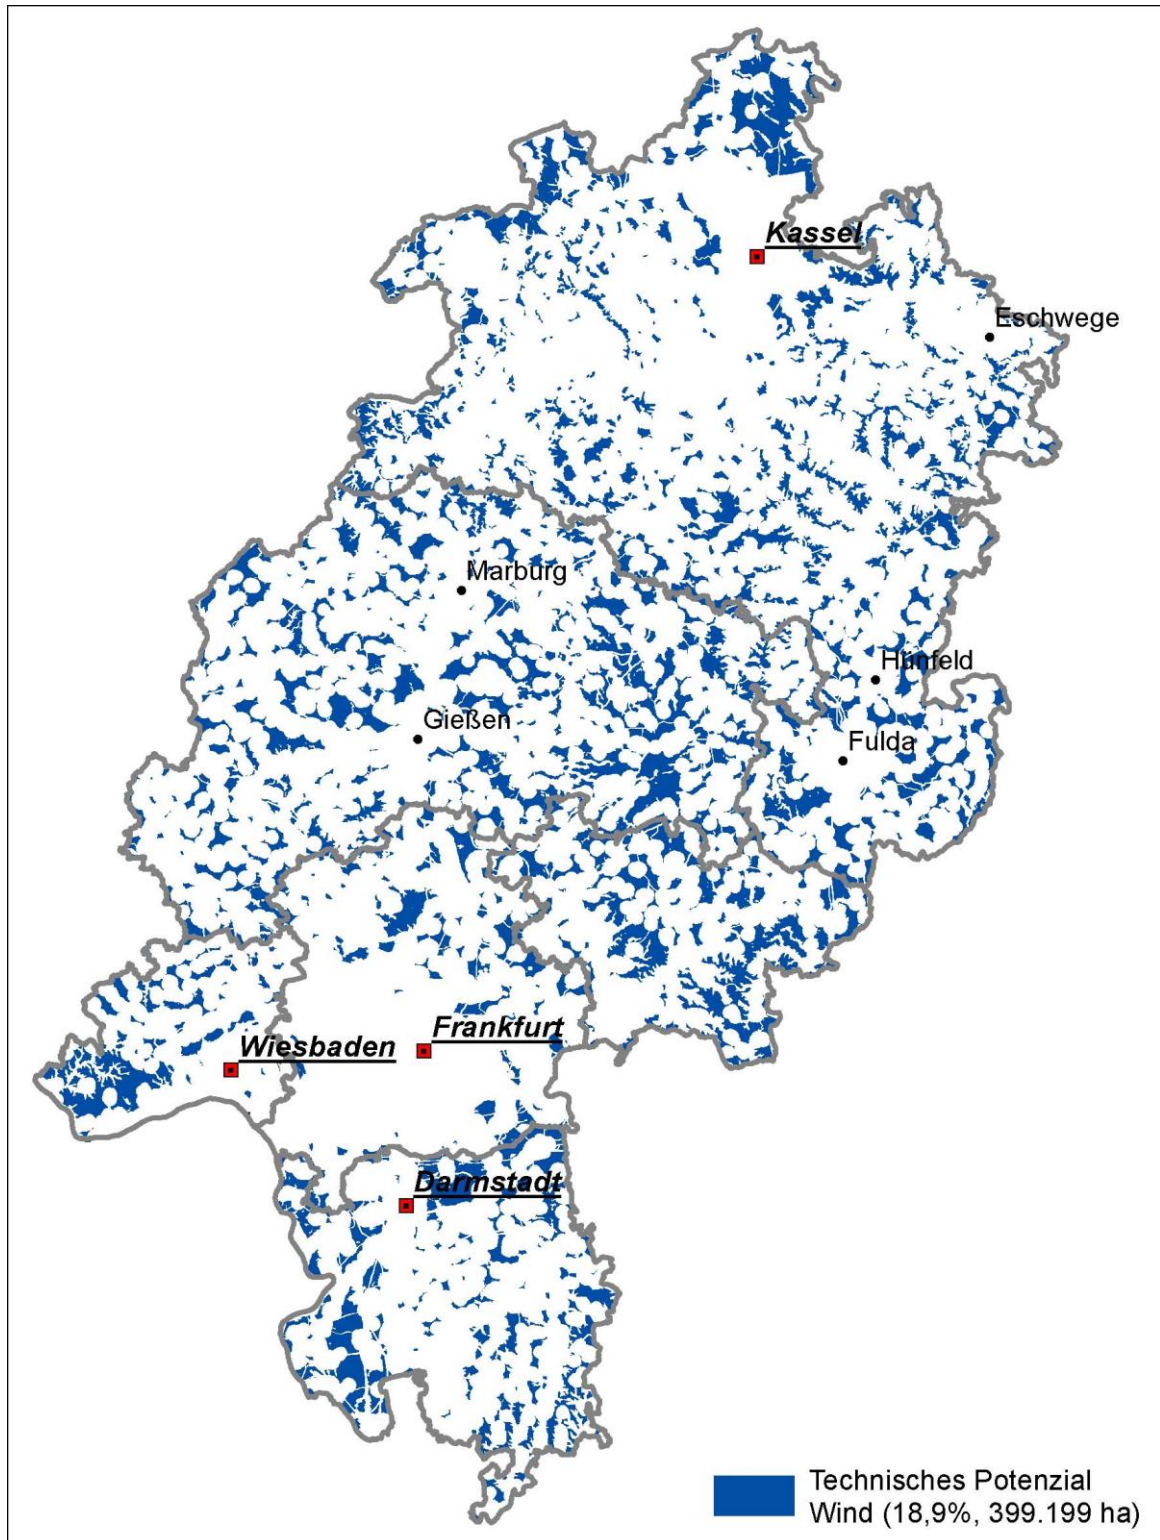 Kassel
Eschwege
Marburg
Hünfeld
Gießen
Fulda
Frankfurt
Wiesbaden
Darmstadt
Technisches Potenzial
Wind (18,9%, 399.199 ha)